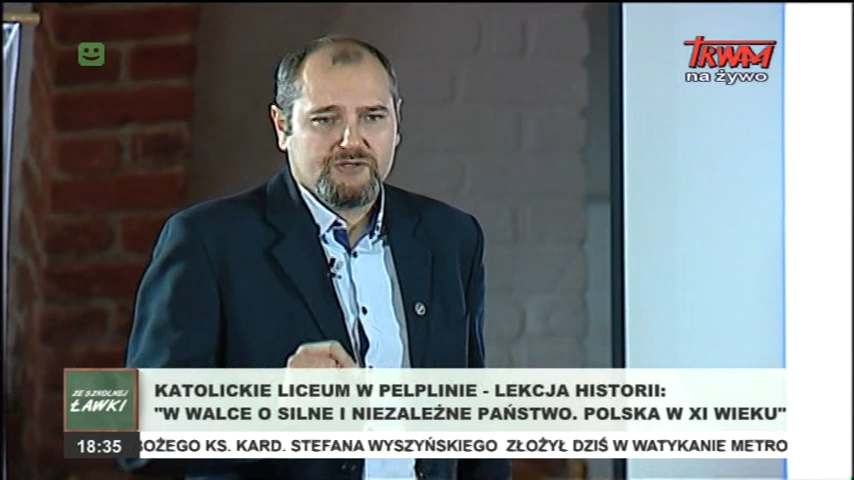 TRWAM
na żywo
ZE SZKOLNEJ
ŁAWKI
KATOLICKIE LICEUM W PELPLINIE - LEKCJA HISTORII:
"W WALCE O SILNE I NIEZALEŻNE PAŃSTWO. POLSKA W XI WIEKU"
18:35
BOŻEGO KS. KARD. STEFANA WYSZYŃSKIEGO ZŁOŻYŁ DZIŚ W WATYKANIE METRO